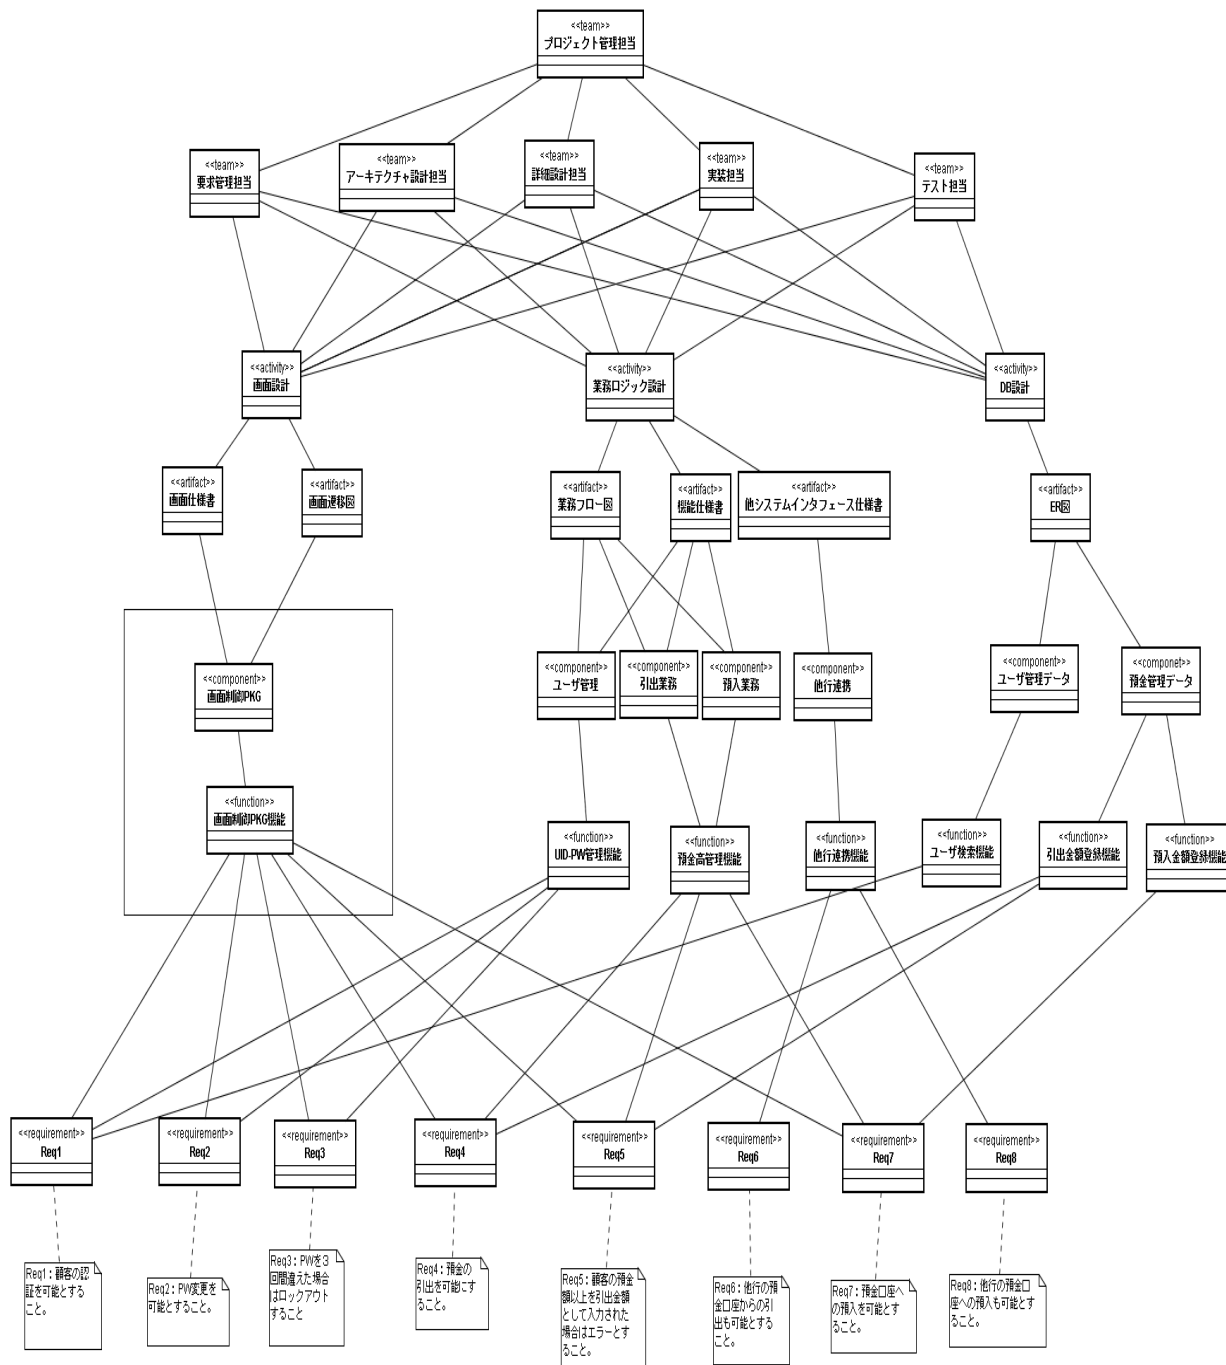 <<team>>
プロジェクト管理担当
<<team>>
要求管理担当
<<team>>
アーキテクチャ設計担当
<<team>>
詳細設計担当
<<team>>
実装担当
<<team>>
テスト担当
<<activity>>
画面設計
<<activity>>
業務ロジック設計
<<activity>>
DB設計
<<artifact>>
画面仕様書
<<artifact>>
画面遷移図
<<artifact>>
業務フロー図
<<artifact>>
機能仕様書
<<artifact>>
他システムインタフェース仕様書
<<artifact>>
ER図
<<component>>
画面制御PKG
<<component>>
ユーザ管理
<<component>>
引出業務
<<component>>
預入業務
<<component>>
他行連携
<<component>>
ユーザ管理データ
<<componet>>
預金管理データ
<<function>>
画面制御PKG機能
<<function>>
UID-PW管理機能
<<function>>
預金高管理機能
<<function>>
他行連携機能
<<function>>
ユーザ検索機能
<<function>>
引出金額登録機能
<<function>>
預入金額登録機能
<<requirement>>
Req1
<<requirement>>
Req2
<<requirement>>
Req3
<<requirement>>
Req4
<<requirement>>
Req5
<<requirement>>
Req6
<<requirement>>
Req7
<<requirement>>
Req8
Req1：顧客の認
証を可能とする
こと。
Req2：PW変更を
可能とすること。
Req3：PWを３
回間違えた場合
はロックアウト
すること
Req4：預金の
引出を可能にす
ること。
Req5：顧客の預金
額以上を引出金額
として入力された
場合はエラーとす
ること。
Req6：他行の預
金口座からの引
出も可能とする
こと。
Req7：預金口座へ
の預入を可能とす
ること。
Req8：他行の預金口
座への預入も可能と
すること。